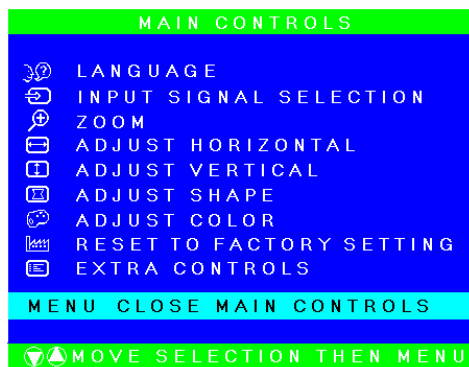 MAIN CONTROLS
LANGUAGE
INPUT SIGNAL SELECTION
ZOOM
ADJUST HORIZONTAL
ADJUST VERTICAL
ADJUST SHAPE
ADJUST COLOR
RESET TO FACTORY SETTING
EXTRA CONTROLS
MENU CLOSE MAIN CONTROLS
MOVE SELECTION THEN MENU